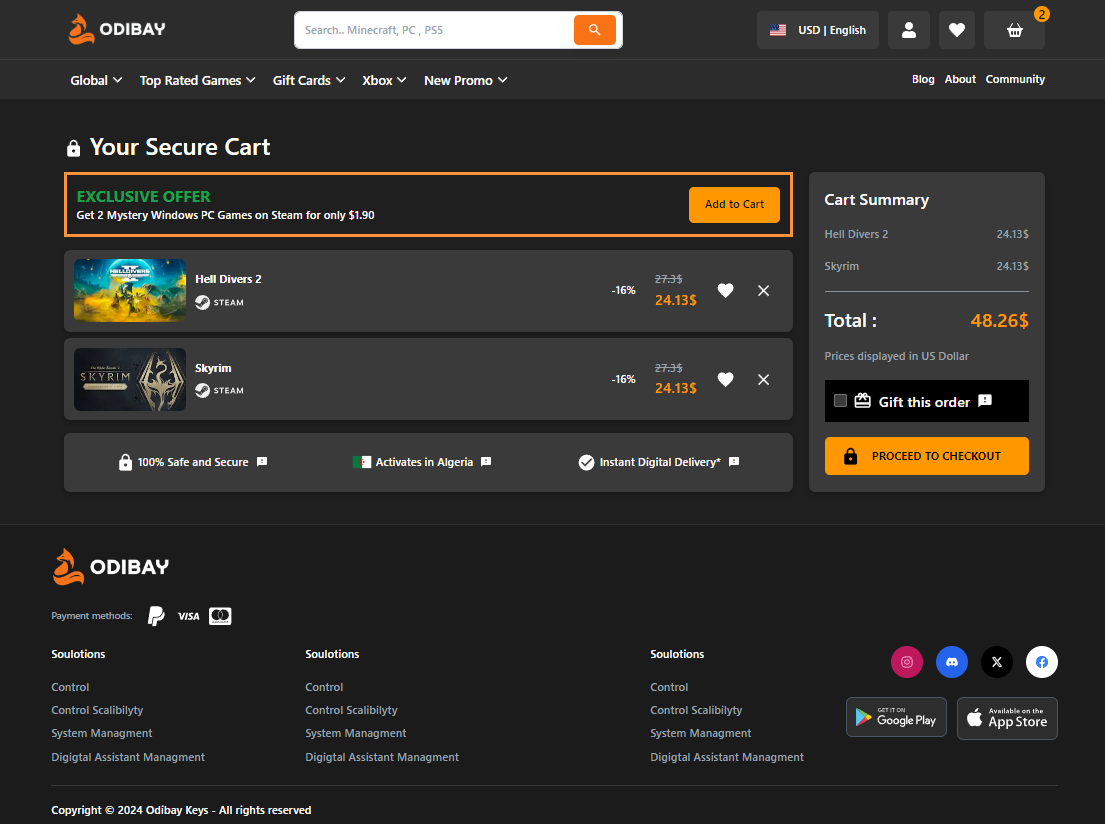 ODIBAY
Search.. Minecraft, PC , PS5
USD | English
2
Global
Top Rated Games
Gift Cards
Xbox
New Promo
Blog
About
Community
Your Secure Cart
EXCLUSIVE OFFER
Get 2 Mystery Windows PC Games on Steam for only $1.90
Add to Cart
HELLDIVERS
Hell Divers 2
STEAM
-16%
27.3$
24.13$
SKYRIM
Skyrim
STEAM
-16%
27.3$
24.13$
100% Safe and Secure
Activates in Algeria
Instant Digital Delivery*
Cart Summary
Hell Divers 2 24.13$
Skyrim 24.13$
Total : 48.26$
Prices displayed in US Dollar
Gift this order
PROCEED TO CHECKOUT
ODIBAY
Payment methods:
VISA
Soulotions
Control
Control Scalibilyty
System Managment
Digigtal Assistant Managment
Soulotions
Control
Control Scalibilyty
System Managment
Digigtal Assistant Managment
Soulotions
Control
Control Scalibilyty
System Managment
Digigtal Assistant Managment
GET IT ON
Google Play
Available on the
App Store
Copyright © 2024 Odibay Keys - All rights reserved